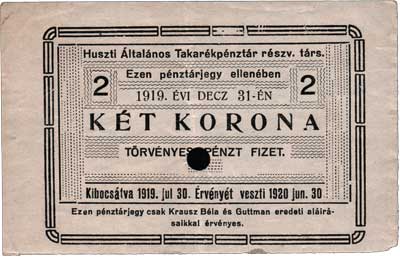 Huszti Általános Takarékpénztár részv. társ.
Ezen pénztárjegy ellenében
2 1919. ÉVI DECZ 31-ÉN 2
KÉT KORONA
TÖRVÉNYES PÉNZT FIZET.
Kibocsátva 1919. jul 30. Érvényét veszti 1920 jun. 30
Ezen pénztárjegy csak Krausz Béla és Guttman eredeti aláirá-
saikkal érvényes.